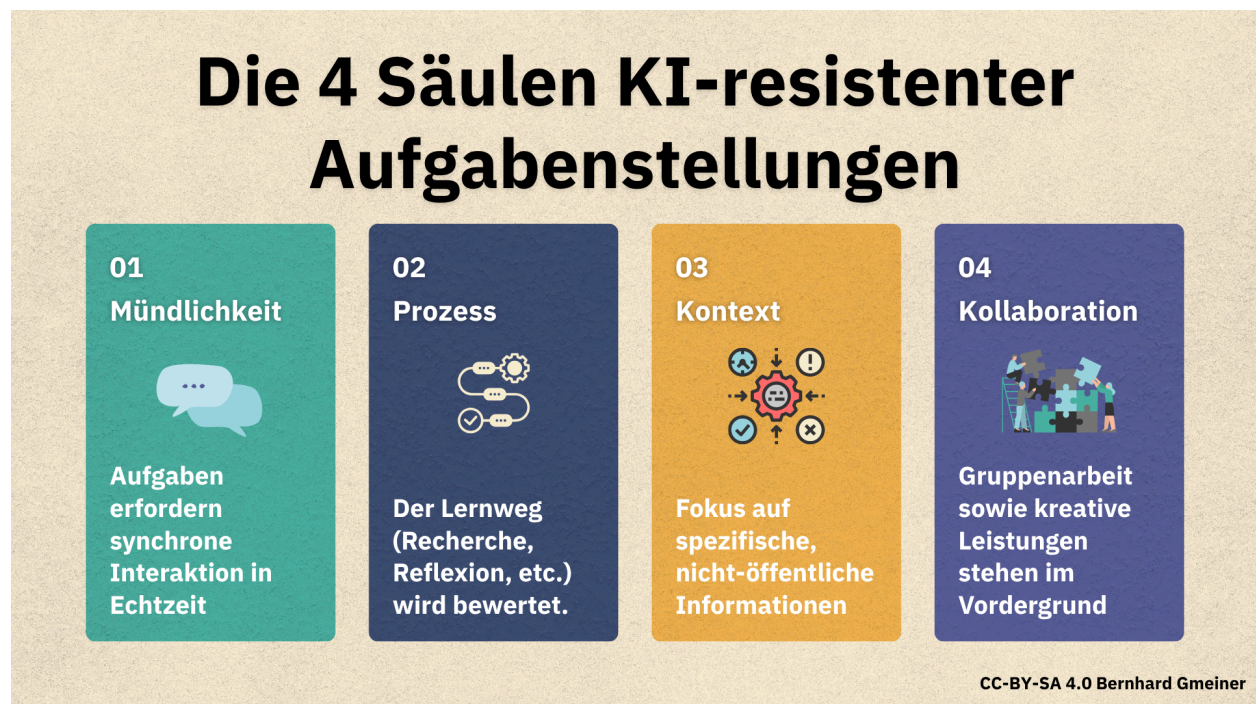 Die 4 Säulen KI-resistenter
Aufgabenstellungen
01
Mündlichkeit
Aufgaben
erfordern
synchrone
Interaktion in
Echtzeit
02
Prozess
Der Lernweg
(Recherche,
Reflexion, etc.)
wird bewertet.
03
Kontext
Fokus auf
spezifische,
nicht-öffentliche
Informationen
04
Kollaboration
Gruppenarbeit
sowie kreative
Leistungen
stehen im
Vordergrund
CC-BY-SA 4.0 Bernhard Gmeiner